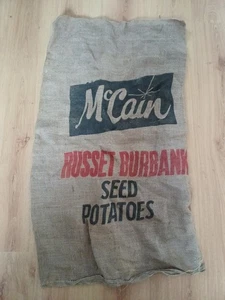 McCain
RUSSET BURBANK
SEED
POTATOES